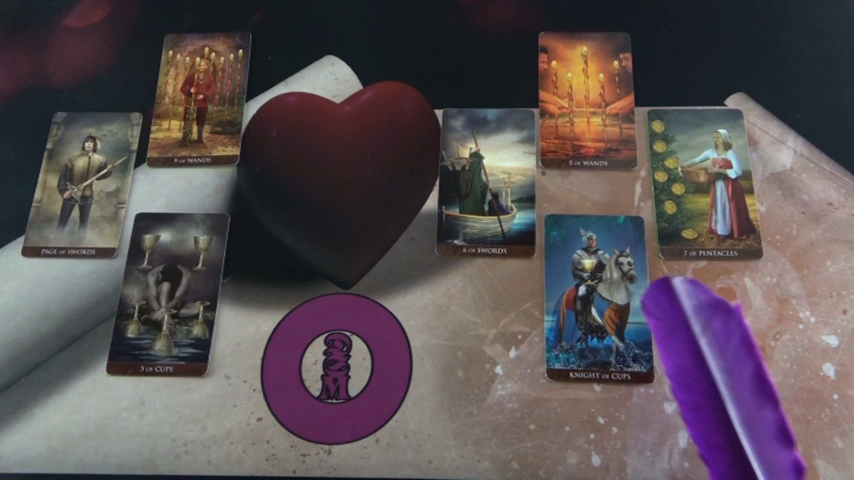 9 OF WANDS
5 OF WANDS
PAGE OF SWORDS
6 OF SWORDS
7 OF PENTACLES
5 OF CUPS
KNIGHT OF CUPS